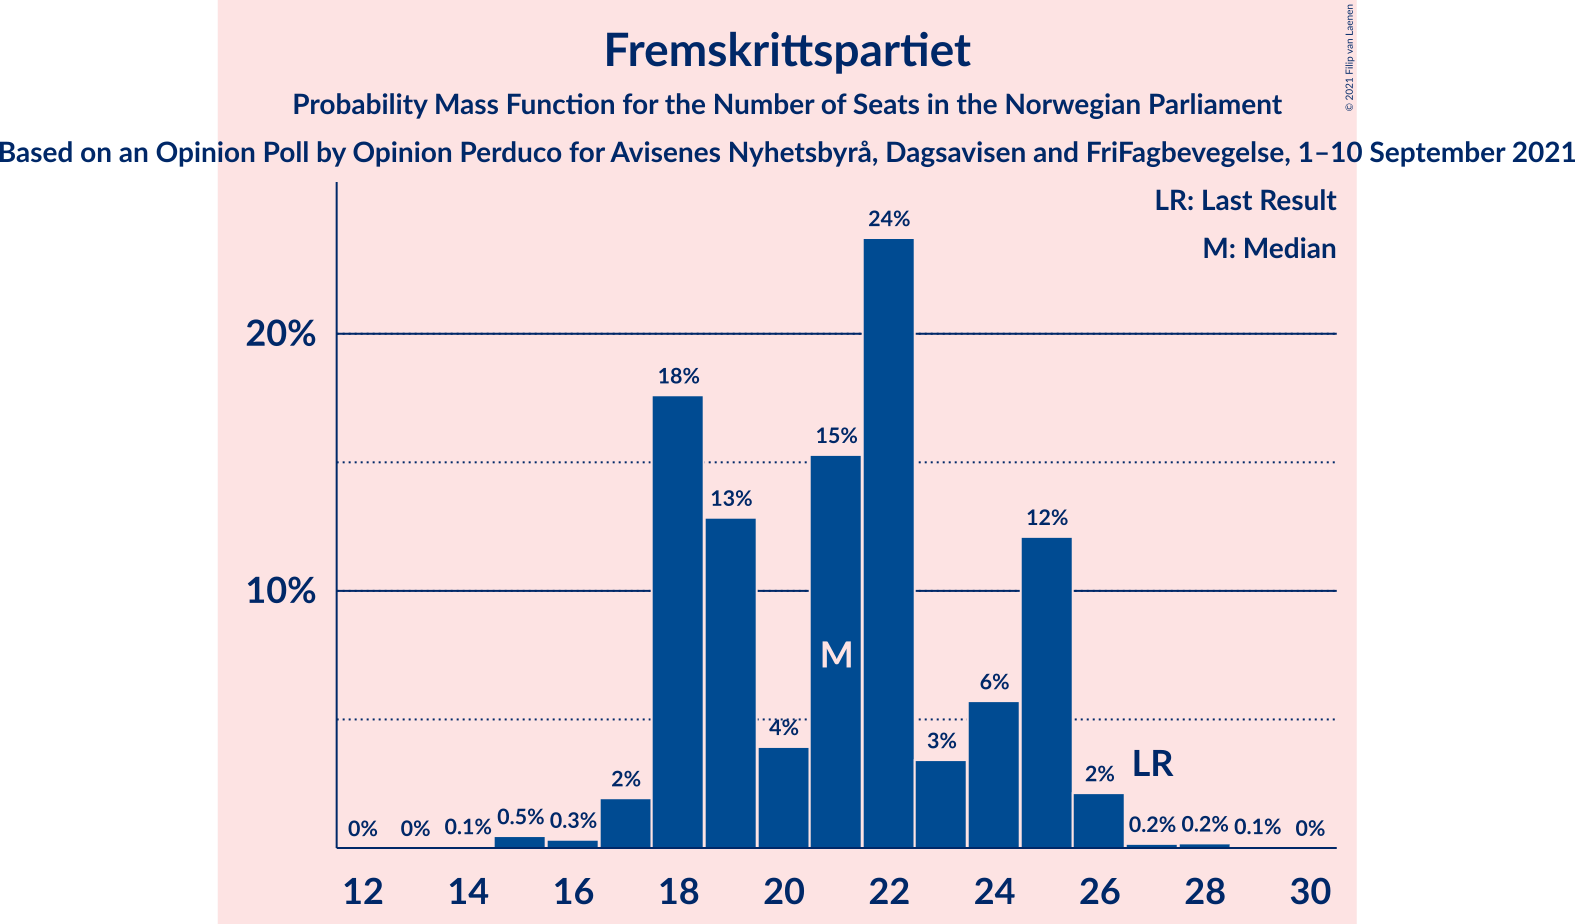 Fremskrittspartiet
Probability Mass Function for the Number of Seats in the Norwegian Parliament
Based on an Opinion Poll by Opinion Perduco for Avisenes Nyhetsbyrå, Dagsavisen and FriFagbevegelse, 1–10 September 2021
© 2021 Filip van Laenen
LR: Last Result
M: Median
20%
10%
0%
0%
0.1%
0.5%
0.3%
2%
18%
13%
4%
15%
24%
3%
6%
12%
2%
0.2%
0.2%
0.1%
0%
M
LR
12 14 16 18 20 22 24 26 28 30